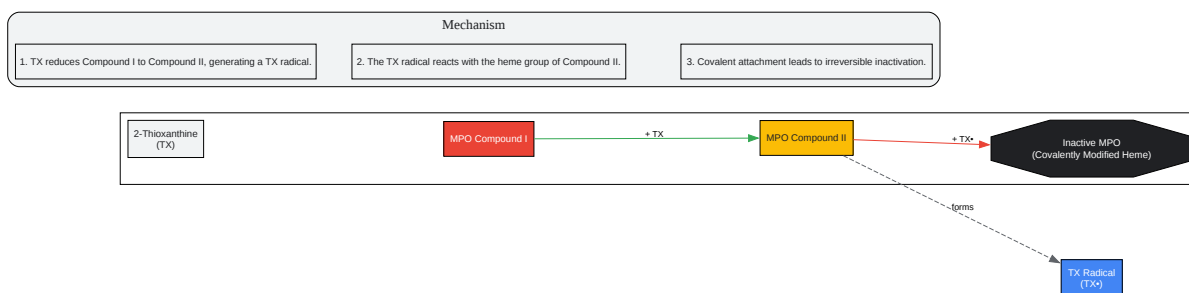 Mechanism
1. TX reduces Compound I to Compound II, generating a TX radical.
2. The TX radical reacts with the heme group of Compound II.
3. Covalent attachment leads to irreversible inactivation.
2-Thioxanthine
(TX)
MPO Compound I
+ TX
MPO Compound II
+ TX•
Inactive MPO
(Covalently Modified Heme)
forms
TX Radical
(TX•)